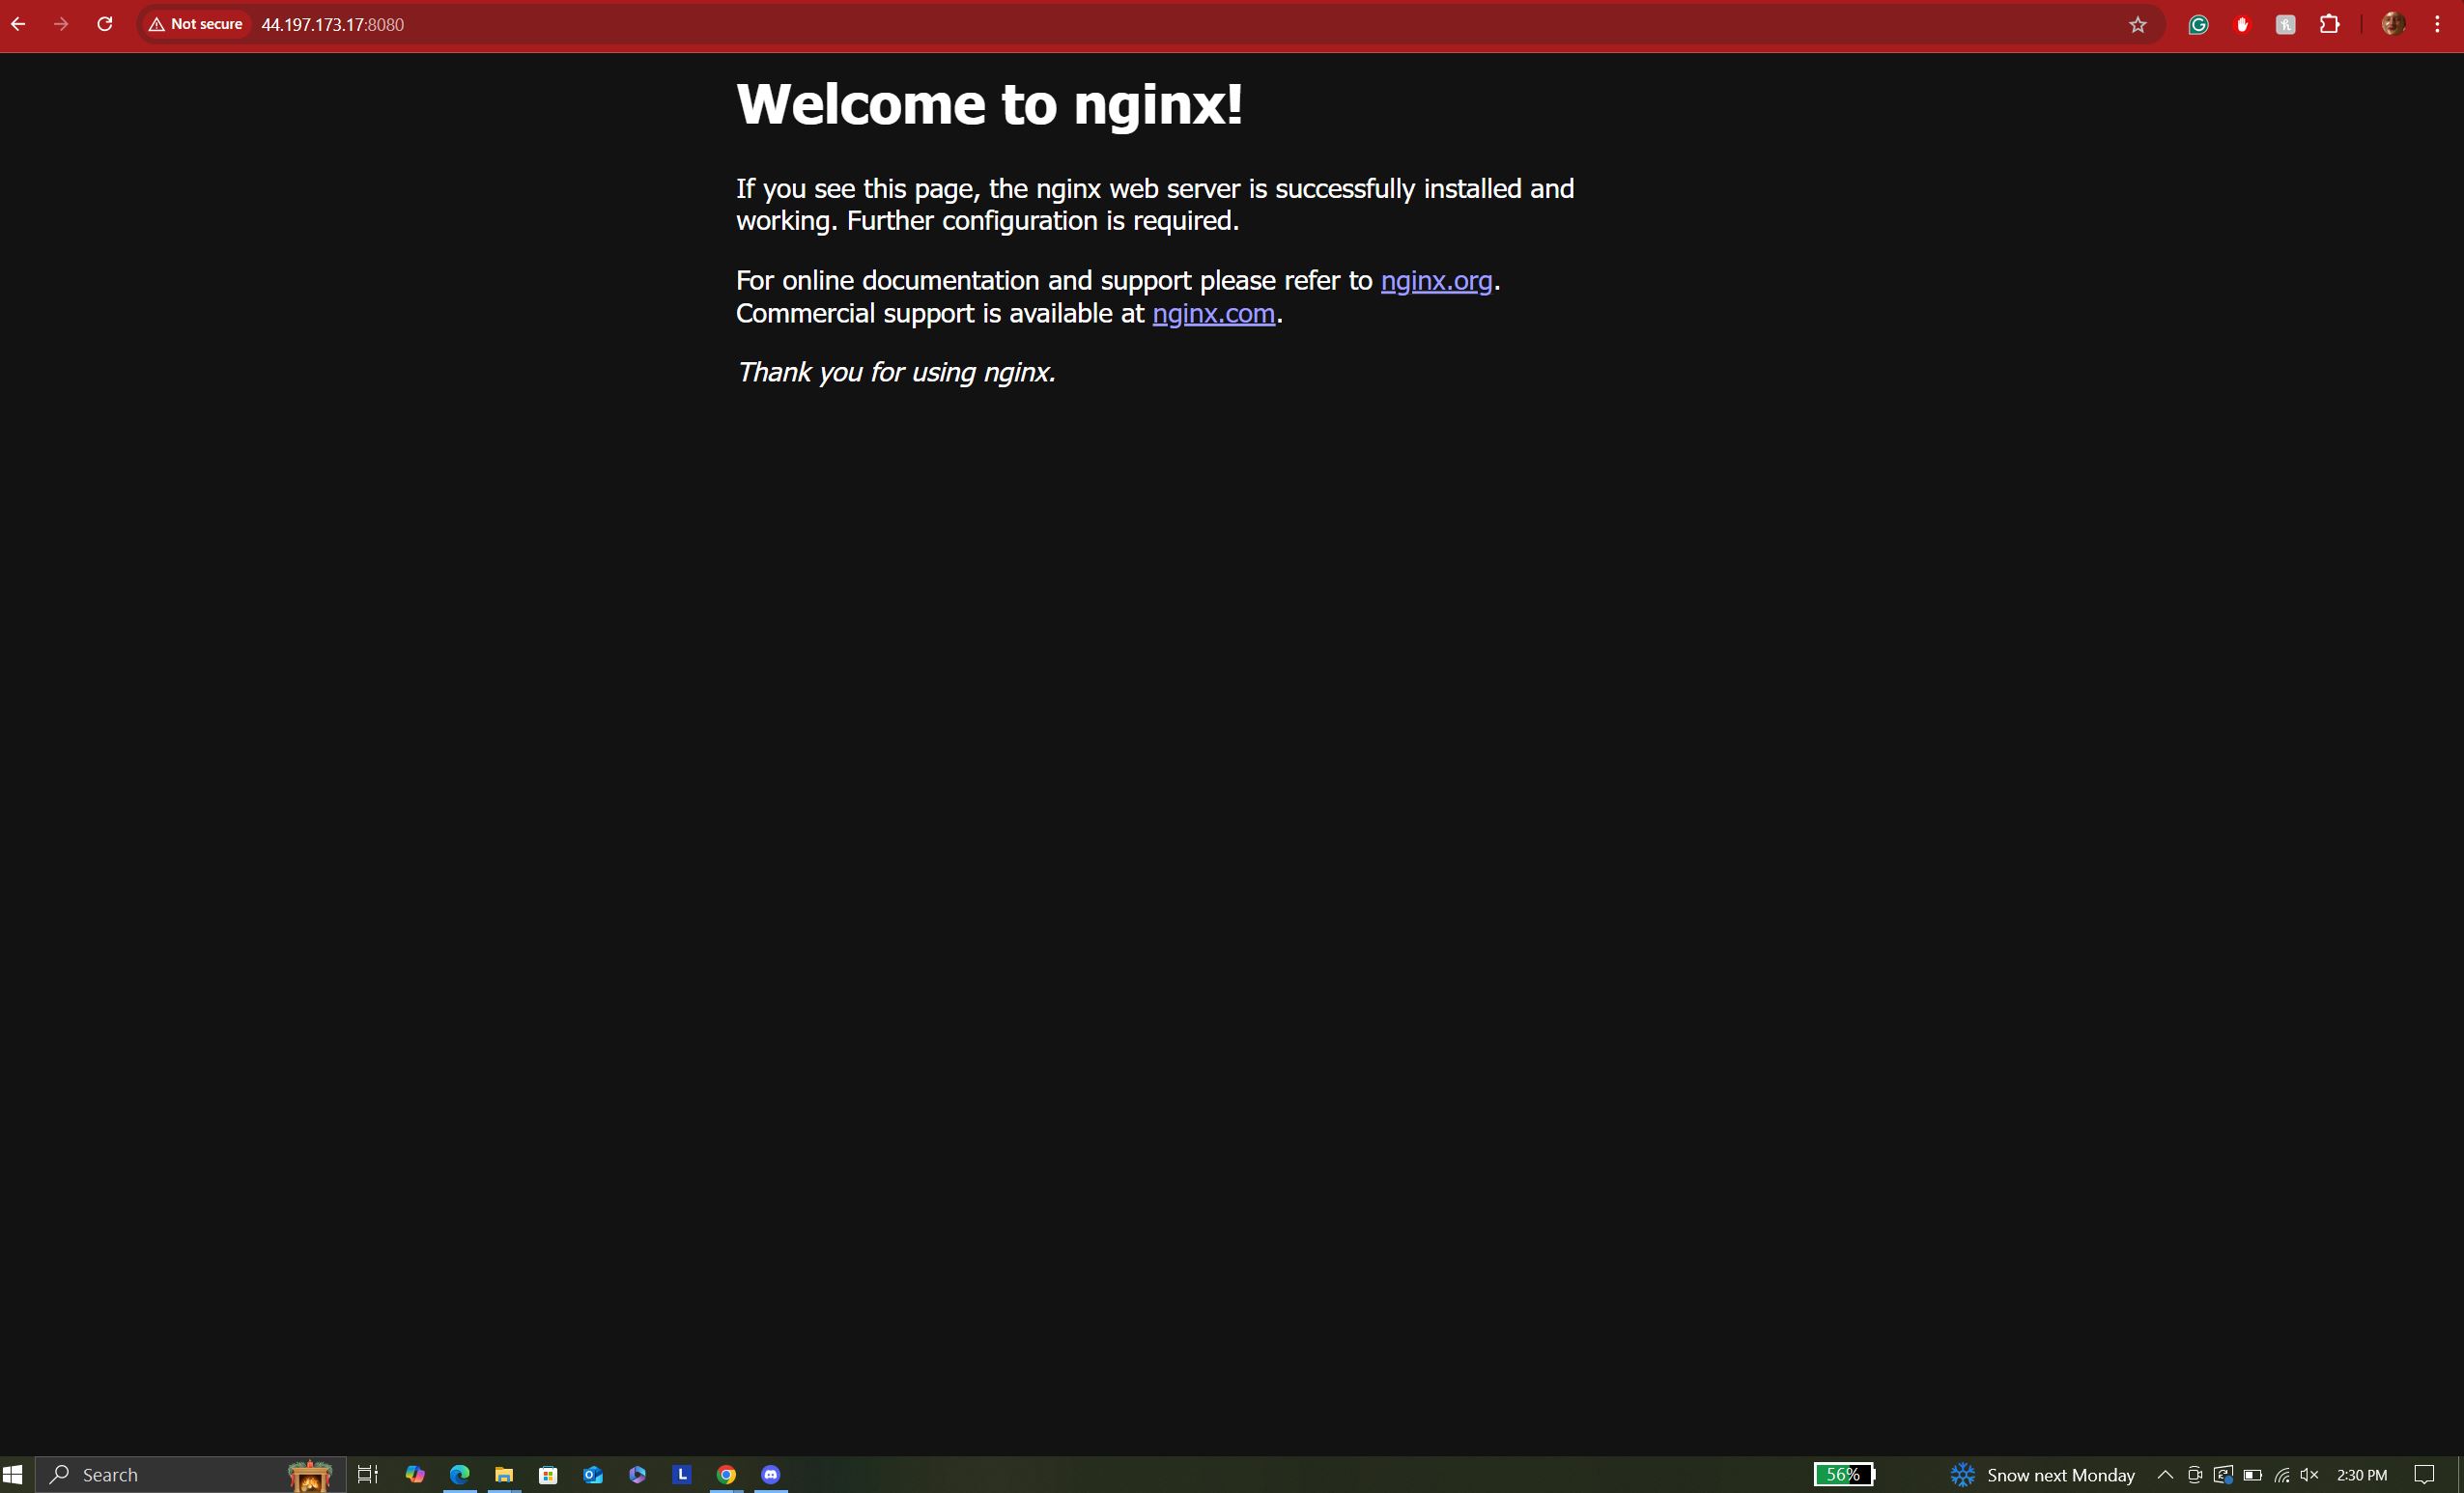 Not secure 44.197.173.17:8080
Welcome to nginx!
If you see this page, the nginx web server is successfully installed and
working. Further configuration is required.
For online documentation and support please refer to nginx.org.
Commercial support is available at nginx.com.
Thank you for using nginx.
Search
L
56%
Snow next Monday
2:30 PM